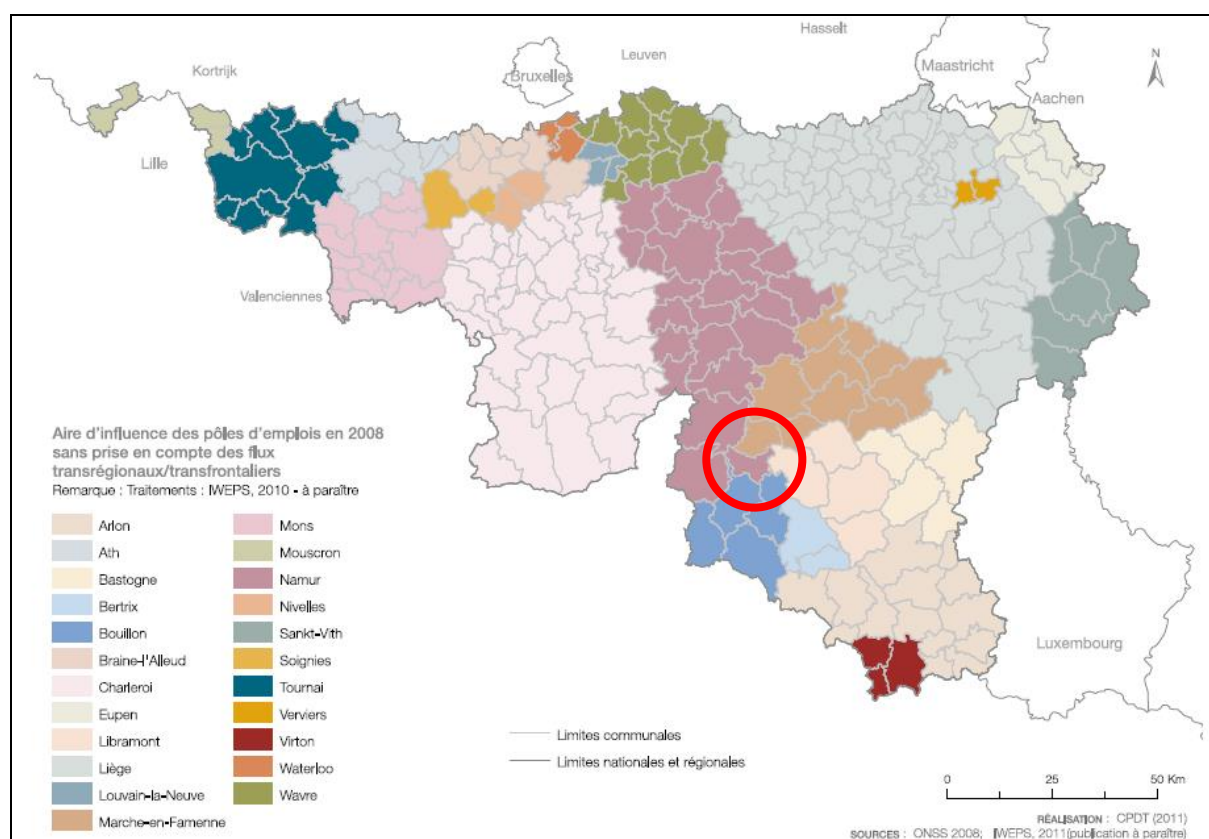 Hasselt
Leuven
Bruxelles
Maastricht
Kortrijk
Aachen
N
Lille
Valenciennes
Luxembourg
Aire d'influence des pôles d'emplois en 2008
sans prise en compte des flux
transrégionaux/transfrontaliers
Remarque : Traitements : IWEPS, 2010 - à paraître
Arlon
Ath
Bastogne
Bertrix
Bouillon
Braine-l'Alleud
Charleroi
Eupen
Libramont
Liège
Louvain-la-Neuve
Marche-en-Famenne
Mons
Mouscron
Namur
Nivelles
Sankt-Vith
Soignies
Tournai
Verviers
Virton
Waterloo
Wavre
Limites communales
Limites nationales et régionales
0 25 50 Km
RÉALISATION : CPDT (2011)
SOURCES : ONSS 2008; IWEPS, 2011(publication à paraître)